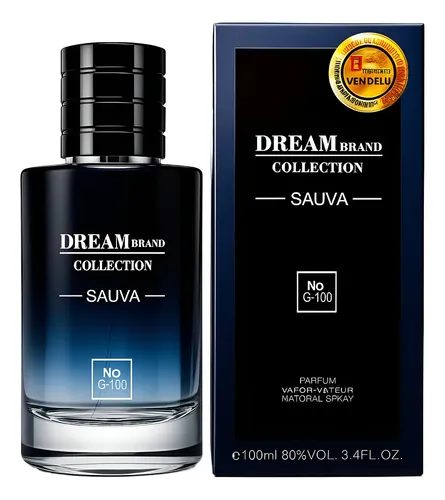 DREAM BRAND
COLLECTION
SAUVA
No
G-100
VENDELU
DREAM BRAND
COLLECTION
SAUVA
No
G-100
PARFUM
VAPOR-VATEUR
MATORAL SPKAY
e100ml 80%VOL. 3.4FL.OZ.